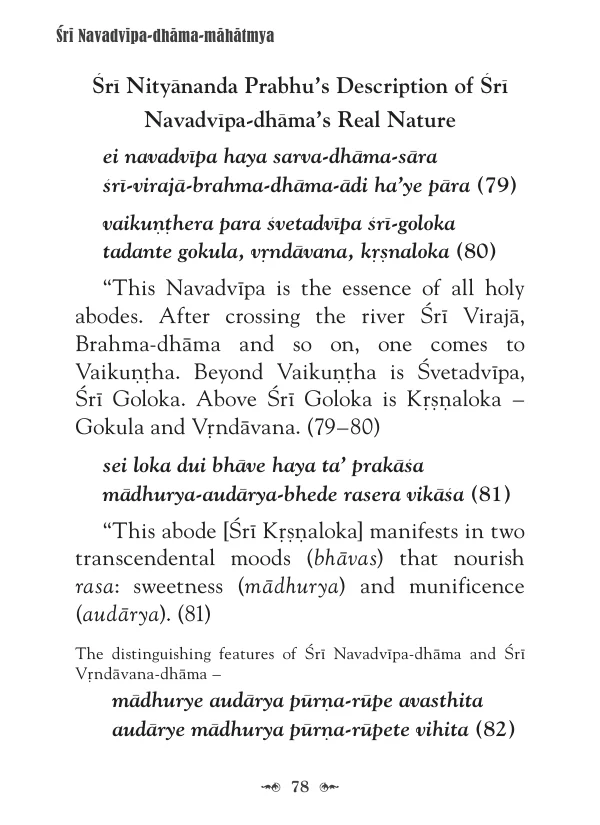 Śrī Navadvīpa-dhāma-māhātmya
Śrī Nityānanda Prabhu’s Description of Śrī
Navadvīpa-dhāma’s Real Nature
ei navadvīpa haya sarva-dhāma-sāra
śrī-virajā-brahma-dhāma-ādi ha’ye pāra (79)
vaikuṇṭhera para śvetadvīpa śrī-goloka
tadante gokula, vṛndāvana, kṛṣnaloka (80)
“This Navadvīpa is the essence of all holy
abodes. After crossing the river Śrī Virajā,
Brahma-dhāma and so on, one comes to
Vaikuṇṭha. Beyond Vaikuṇṭha is Śvetadvīpa,
Śrī Goloka. Above Śrī Goloka is Kṛṣṇaloka –
Gokula and Vṛndāvana. (79–80)
sei loka dui bhāve haya ta’ prakāśa
mādhurya-audārya-bhede rasera vikāśa (81)
“This abode [Śrī Kṛṣṇaloka] manifests in two
transcendental moods (bhāvas) that nourish
rasa: sweetness (mādhurya) and munificence
(audārya). (81)
The distinguishing features of Śrī Navadvīpa-dhāma and Śrī
Vṛndāvana-dhāma –
mādhurye audārya pūrṇa-rūpe avasthita
audārye mādhurya pūrṇa-rūpete vihita (82)
78